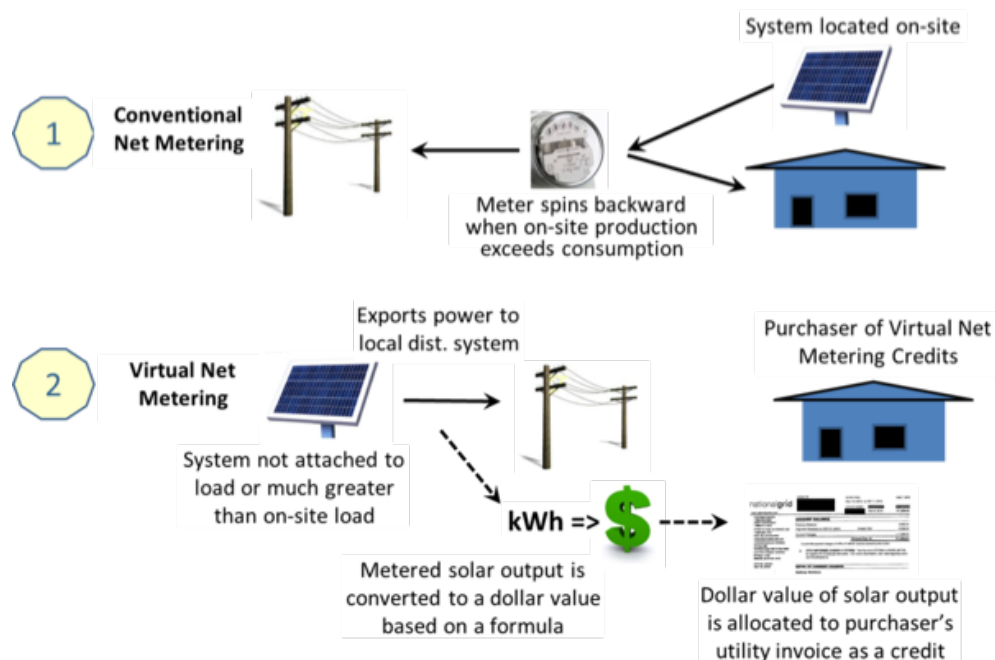 System located on-site
1
Conventional
Net Metering
Meter spins backward
when on-site production
exceeds consumption
Exports power to
local dist. system
Purchaser of Virtual Net
Metering Credits
2
Virtual Net
Metering
System not attached to
load or much greater
than on-site load
kWh => $
nationalgrid
Metered solar output is
converted to a dollar value
based on a formula
Dollar value of solar output
is allocated to purchaser's
utility invoice as a credit